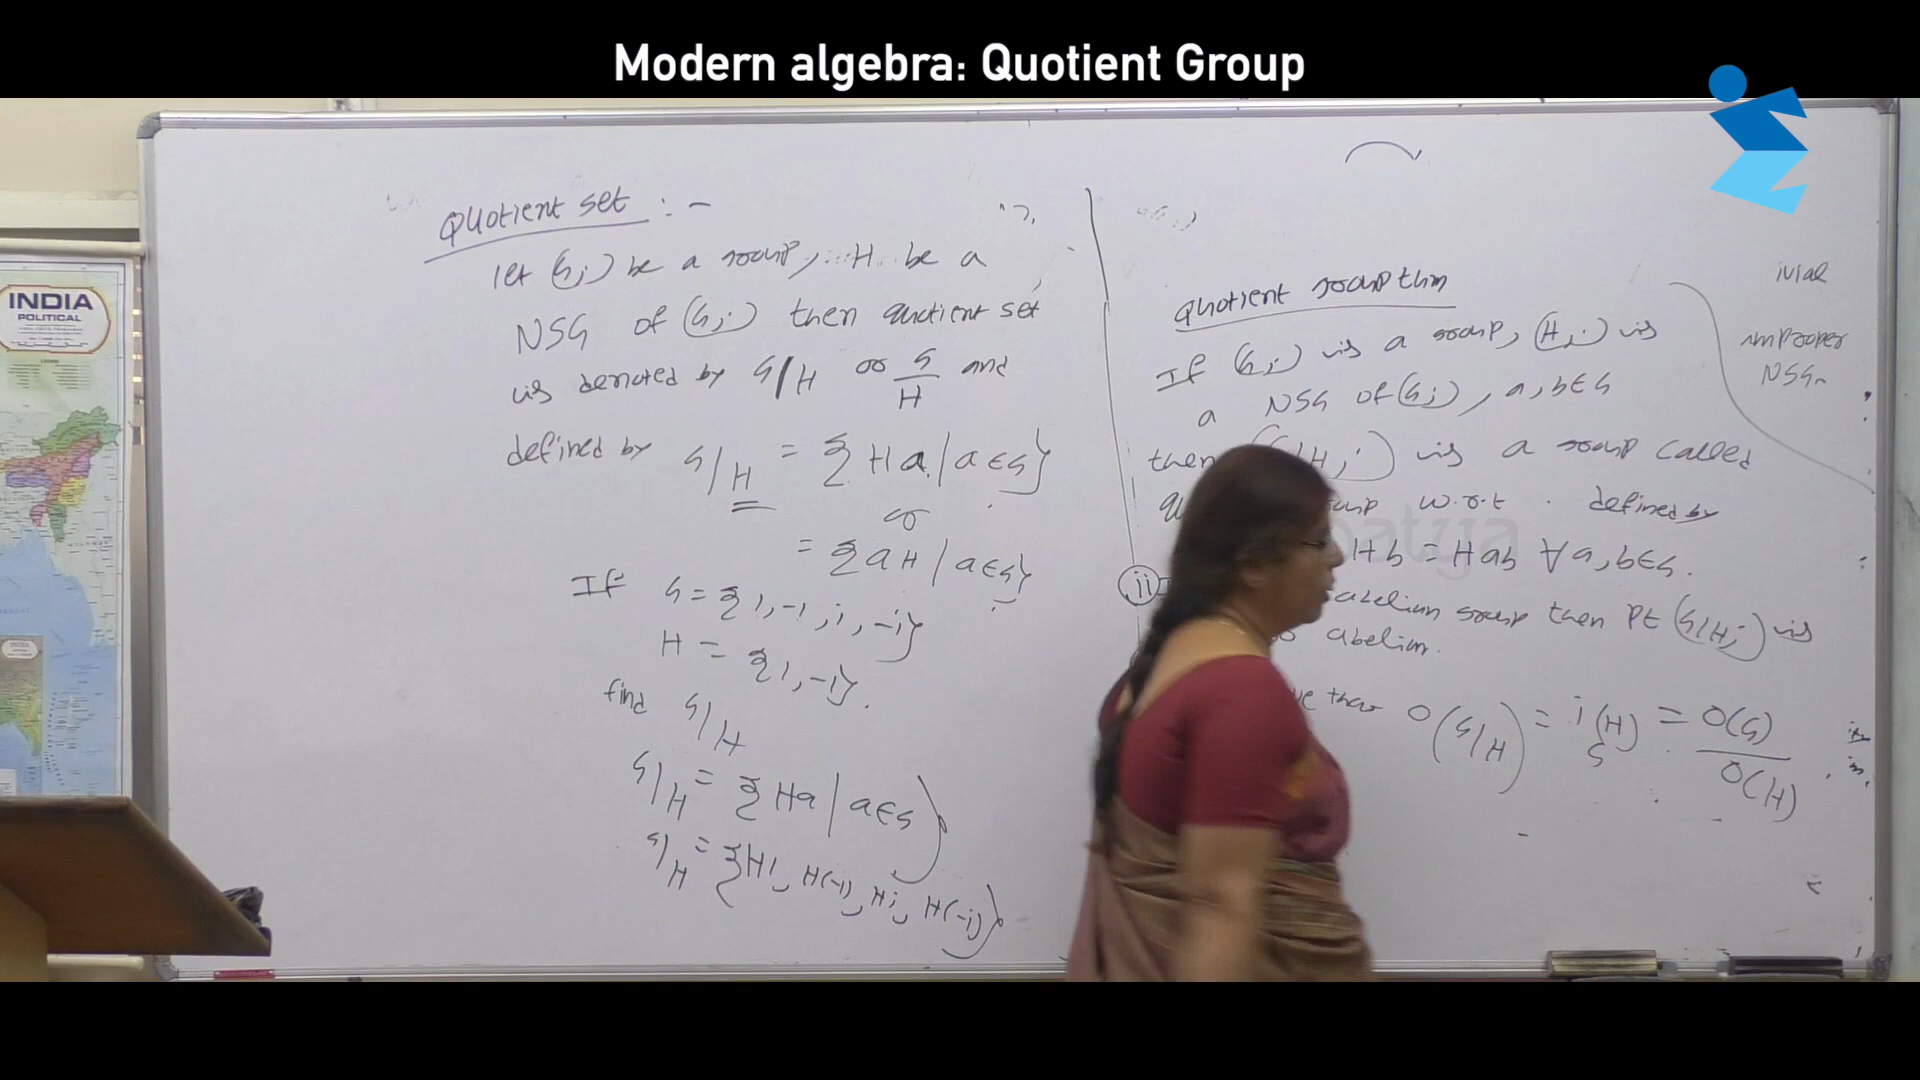 Modern algebra: Quotient Group
INDIA
POLITICAL
Quotient set :-
let (G,·) be a group, H be a
NSG of (G,·) then quotient set
is denoted by G/H or G/H and
defined by G/H = {Ha / a∈G}
or
= {aH / a∈G}
If G = {1, -1, i, -i}
H = {1, -1}.
find G/H
G/H = {Ha / a∈G}
G/H = {H1, H(-1), Hi, H(-i)}
Quotient group thm
If (G,·) is a group, (H,·) is
a NSG of (G,·), a,b∈G
then /H,·) is a group called
w.r.t · defined by
Hb = Hab ∀a,b∈G.
ii
abelian group then PT (G/H,·) is
abelian.
that O(G/H) = i_G(H) = O(G)/O(H)
ivial
improper
NSG